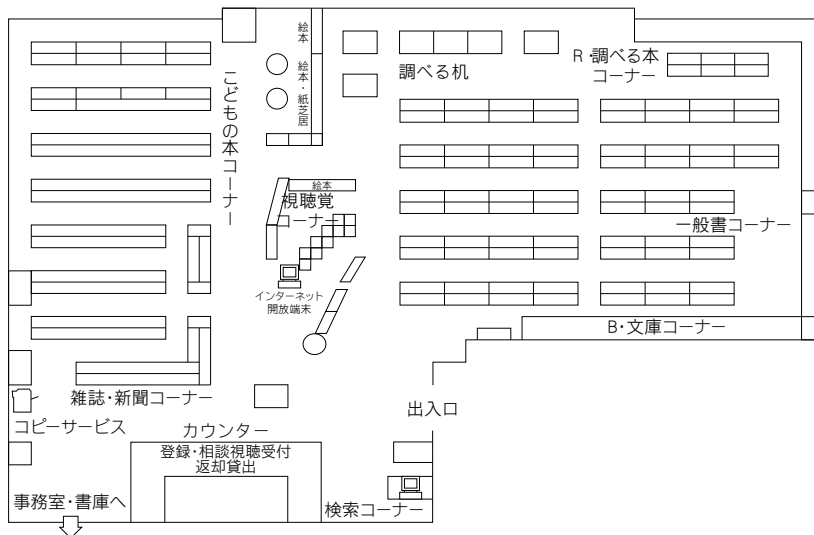 絵本
絵本・紙芝居
調べる机
R・調べる本
コーナー
こどもの本コーナー
絵本
視聴覚
コーナー
一般書コーナー
インターネット
開放端末
B・文庫コーナー
雑誌・新聞コーナー
出入口
コピーサービス
カウンター
登録・相談視聴受付
返却貸出
事務室・書庫へ
検索コーナー